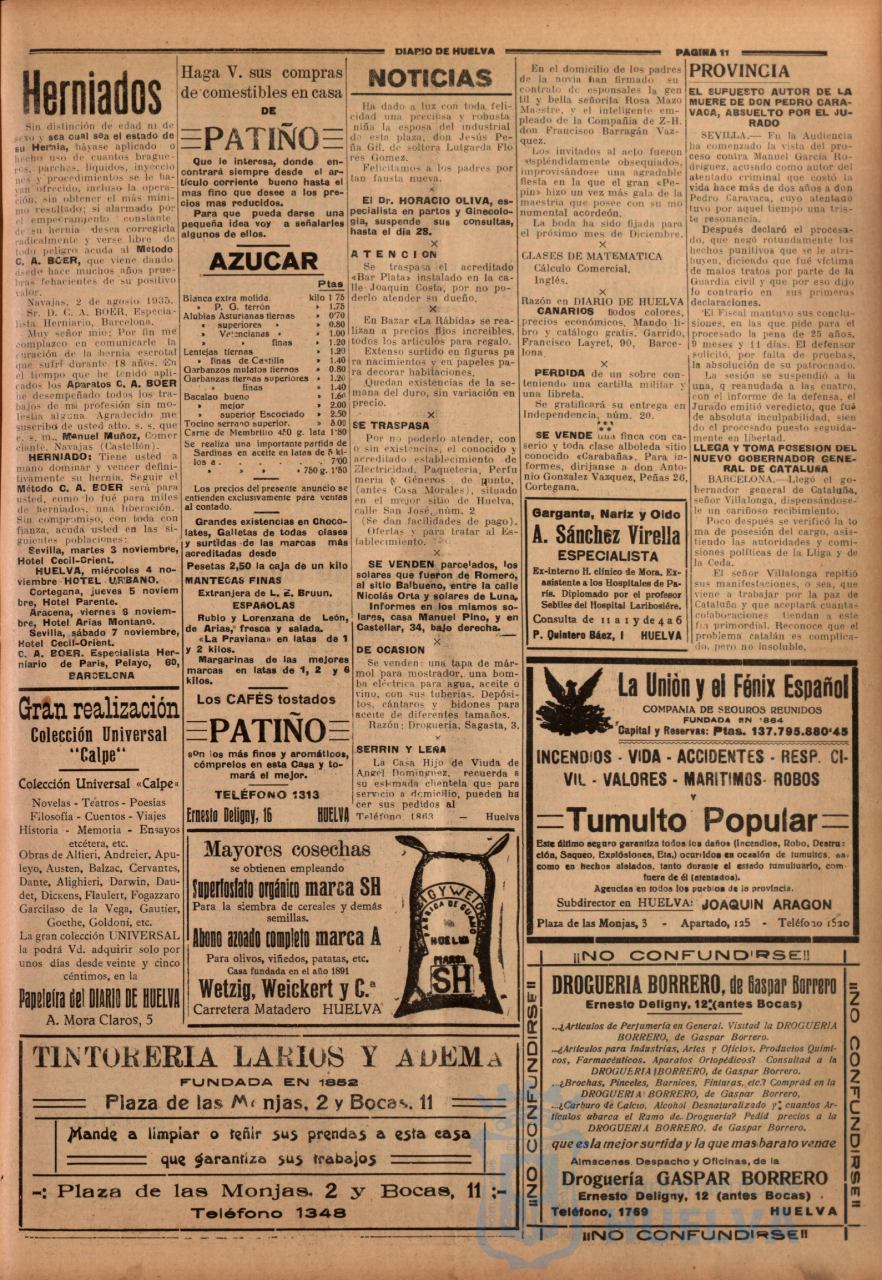 DIARIO DE HUELVA
PAGINA 11
Herniados
Sin distinción de edad ni de
sexo y sea cual sea el estado de
su Hernia, háyase aplicado o
hecho uso de cuantos brague-
ros, parches, líquidos, inyeccio
nes y procedimientos se le ha-
yan ofrecido, incluso la opera-
ción, sin obtener el más míni-
mo resultado; si alarmado por
el empeoramiento constante
de su hernia desea corregirla
radicalmente y verse libre de
todo peligro acuda al Método
C. A. BOER, que viene dando
desde hace muchos años prue-
bas fehacientes de su positivo
valor.
Navajas, 2 de agosto 1935.
Sr. D. C. A. BOER, Especia-
lista Herniario, Barcelona.
Muy señor mío: Por fin me
complazco en comunicarle la
curación de la hernia escrotal
que sufrí durante 18 años. En
el tiempo que he tenido apli-
cados los Aparatos C. A. BOER
he desempeñado todos los tra-
bajos de mi profesión sin mo-
lestia alguna. Agradecido me
suscribo de usted atto. s. s. que
e. s. m., Manuel Muñoz, Comer
ciante, Navajas (Castellón).
HERNIADO: Tiene usted a
mano dominar y vencer defini-
tivamente su hernia. Seguir el
Método C. A. BOER será para
usted, como lo fué para miles
de herniados, una liberación.
Sin compromiso, con toda con
fianza, acuda usted en las si-
guientes poblaciones:
Sevilla, martes 3 noviembre,
Hotel Cecil-Orient.
HUELVA, miércoles 4 no-
viembre HOTEL URBANO.
Cortegana, jueves 5 noviem
bre, Hotel Parente.
Aracena, viernes 6 noviem-
bre, Hotel Arias Montano.
Sevilla, sábado 7 noviembre,
Hotel Cecil-Orient.
C. A. BOER. Especialista Her-
niario de París, Pelayo, 60,
BARCELONA
Gran realización
Colección Universal
"Calpe"
Colección Universal «Calpe»
Novelas - Teatros - Poesías
Filosofía - Cuentos - Viajes
Historia - Memoria - Ensayos
etcétera, etc.
Obras de Alfieri, Andreier, Apu-
leyo, Austen, Balzac, Cervantes,
Dante, Alighieri, Darwin, Dau-
det, Dickens, Flaulert, Fogazzaro
Garcilaso de la Vega, Gautier,
Goethe, Goldoni, etc.
La gran colección UNIVERSAL
la podrá Vd. adquirir solo por
unos días desde veinte y cinco
céntimos, en la
Papelería del DIARIO DE HUELVA
A. Mora Claros, 5
Haga V. sus compras
de comestibles en casa
DE
PATIÑO
Que le interesa, donde en-
contrará siempre desde el ar-
tículo corriente bueno hasta el
mas fino que desee a los pre-
cios mas reducidos.
Para que pueda darse una
pequeña idea voy a señalarles
algunos de ellos.
AZUCAR
Ptas
Blanca extra molida. kilo 1'75
» P. G. terrón » 1.75
Alubias Asturianas tiernas » 0'70
« superiores » 0.80
» Valencianas » 1.00
» » finas » 1.20
Lentejas tiernas » 1.20
» finas de Castilla » 1.40
Garbanzos mulatos tiernos » 0.80
Garbanzas tiernas superiores » 1.20
» finas » 1.40
Bacalao bueno » 1.66
» mejor » 2.00
» superior Escociado » 2.50
Tocino serrano superior. » 3.00
Carne de Membrillo 450 g. lata 1'80
Se realiza una importante partida de
Sardinas en aceite en latas de 5 ki-
los a . . . . » 7'00
» » » 750 g. 1'50
Los precios del presente anuncio se
entienden exclusivamente para ventas
al contado.
Grandes existencias en Choco-
lates, Galletas de todas clases
y surtidas de las marcas más
acreditadas desde
Pesetas 2,50 la caja de un kilo
MANTECAS FINAS
Extranjera de L. E. Bruun.
ESPAÑOLAS
Rubio y Lorenzana de León,
de Arias, fresca y salada.
«La Praviana» en latas de 1
y 2 kilos.
Margarinas de las mejores
marcas en latas de 1, 2 y 6
kilos.
Los CAFÉS tostados
PATIÑO
son los más finos y aromáticos,
cómprelos en esta Casa y to-
mará el mejor.
TELÉFONO 1313
Ernesto Deligny, 16 HUELVA
NOTICIAS
Ha dado a luz con toda feli-
cidad una preciosa y robusta
niña la esposa del industrial
de esta plaza, don Jesús Pe-
ña Gil, de soltera Lutgarda Flo
res Gomez.
Felicitamos a los padres por
tan fausta nueva.
×
El Dr. HORACIO OLIVA, es-
pecialista en partos y Ginecolo-
gía, suspende sus consultas,
hasta el día 28.
×
ATENCION
Se traspasa el acreditado
«Bar Plata» instalado en la ca-
lle Joaquín Costa, por no po-
derlo atender su dueño.
×
En Bazar «La Rábida» se rea-
lizan a precios fijos increíbles,
todos los artículos para regalo.
Extenso surtido en figuras pa
ra nacimientos y en papeles pa-
ra decorar habitaciones.
Quedan existencias de la se-
mana del duro, sin variación en
precio.
×
SE TRASPASA
Por no poderlo atender, con
o sin existencias, el conocido y
acreditado establecimiento de
Electricidad, Paquetería, Perfu
mería y Géneros de punto,
(antes Casa Morales), situado
en el mejor sitio de Huelva,
calle San José, núm. 2
(Se dan facilidades de pago).
Ofertas y para tratar al Es-
tablecimiento.
×
SE VENDEN parcelados, los
solares que fueron de Romero,
al sitio Balbueno, entre la calle
Nicolás Orta y solares de Luna.
Informes en los mismos so-
lares, casa Manuel Pino, y en
Castellar, 34, bajo derecha.
×
DE OCASION
Se venden: una tapa de már-
mol para mostrador, una bom-
ba eléctrica para agua, aceite o
vino, con sus tuberías. Depósi-
tos, cántaros y bidones para
aceite de diferentes tamaños.
Razón: Droguería, Sagasta, 3.
×
SERRIN Y LEÑA
La Casa Hijo de Viuda de
Angel Dominguez, recuerda a
su estimada clientela que para
servicio a domicilio, pueden ha
cer sus pedidos al
Teléfono 1863 — Huelva
En el domicilio de los padres
de la novia han firmado su
contrato de esponsales la gen
til y bella señorita Rosa Mazo
Maestre, y el inteligente em-
pleado de la Compañía de Z-H.
don Francisco Barragán Vaz-
quez.
Los invitados al acto fueron
espléndidamente obsequiados,
improvisándose una agradable
fiesta en la que el gran «Pe-
pín» hizo una vez más gala de la
maestría que posee con su mo
numental acordeón.
La boda ha sido fijada para
el próximo mes de Diciembre.
×
CLASES DE MATEMATICA
Cálculo Comercial,
Inglés.
Razón en DIARIO DE HUELVA
CANARIOS todos colores,
precios económicos, Mando li-
bro y catálogo gratis. Garrido,
Francisco Layret, 90, Barce-
lona
×
PERDIDA de un sobre con-
teniendo una cartilla militar y
una libreta.
Se gratificará su entrega en
Independencia, núm. 20.
SE VENDE una finca con ca-
serío y toda clase alboleda sitio
conocido «Carabaña». Para in-
formes, dirijanse a don Anto-
nio Gonzalez Vazquez, Peñas 26,
Cortegana.
Garganta, Nariz y Oido
A. Sánchez Virella
ESPECIALISTA
Ex-interno H. clínico de Mora. Ex-
asistente a los Hospitales de Pa-
rís. Diplomado por el profesor
Sebiles del Hospital Lariboisére.
Consulta de 11 a 1 y de 4 a 6
P. Quintero Báez, 1 HUELVA
PROVINCIA
EL SUPUESTO AUTOR DE LA
MUERE DE DON PEDRO CARA-
VACA, ABSUELTO POR EL JU-
RADO
SEVILLA.— En la Audiencia
ha comenzado la vista del pro-
ceso contra Manuel García Ro-
dríguez, acusado como autor del
atentado criminal que costó la
vida hace más de dos años a don
Pedro Caravaca, cuyo atentado
tuvo por aquel tiempo una tris-
te resonancia.
Después declaró el procesa-
do, que negó rotundamente los
hechos punitivos que se le atri-
buyen, diciendo que fué víctima
de malos tratos por parte de la
Guardia civil y que por eso dijo
lo contrario en sus primeras
declaraciones.
El Fiscal mantuvo sus conclu-
siones, en las que pide para el
procesado la pena de 25 años,
9 meses y 11 días. El defensor
solicitó, por falta de pruebas,
la absolución de su patrocinado.
La sesión se suspendió a la
una, y reanudada a las cuatro,
con el informe de la defensa, el
Jurado emitió veredicto, que fué
de absoluta inculpabilidad, sien
do el procesado puesto seguida-
mente en libertad.
LLEGA Y TOMA POSESION DEL
NUEVO GOBERNADOR GENE-
RAL DE CATALUÑA
BARCELONA.—Llegó el go-
bernador general de Cataluña,
señor Villalonga, dispensándose-
le un cariñoso recibimiento.
Poco después se verificó la to
ma de posesión del cargo, asis-
tiendo las autoridades y comi-
siones políticas de la Lliga y de
la Ceda.
El señor Villalonga repitió
sus manifestaciones, o sea, que
viene a trabajar por la paz de
Cataluña y que aceptará cuantas
colaboraciones tiendan a este
fin primordial. Reconoce que el
problema catalán es complica-
do, pero no insoluble.
La Unión y el Fénix Español
COMPAÑIA DE SEGUROS REUNIDOS
FUNDADA EN 1864
Capital y Reservas: Ptas. 137.795.880'45
INCENDIOS - VIDA - ACCIDENTES - RESP. CI-
VIL - VALORES - MARITIMOS- ROBOS
Y
Tumulto Popular
Este último seguro garantiza todos los daños (Incendios, Robo, Destruc-
ción, Saqueo, Explosiones, Eta,) ocurridos en ocasión de tumultos, así
como en hechos aislados, tanto durante el estado tumultuario, com-
fuera de él (atentados).
Agencias en todos los pueblos de la provincia.
Subdirector en HUELVA: JOAQUIN ARAGON
Plaza de las Monjas, 3 - Apartado, 125 - Teléfono 1520
Mayores cosechas
se obtienen empleando
Superfosfato orgánico marca SH
Para la siembra de cereales y demás
semillas.
Abono azoado completo marca A
Para olivos, viñedos, patatas, etc.
Casa fundada en el año 1891
Wetzig, Weickert y C.ª
Carretera Matadero HUELVA
HUELVA
MARCA
SH
TINTORERIA LARIOS Y ADEMA
FUNDADA EN 1852
Plaza de las Monjas, 2 y Bocas, 11
Mande a limpiar o teñir sus prendas a esta casa
que garantiza sus trabajos
-: Plaza de las Monjas, 2 y Bocas, 11 :-
Teléfono 1348
¡¡NO CONFUNDIRSE!!
¡¡NO CONFUNDIRSE!!
DROGUERIA BORRERO, de Gaspar Borrero
Ernesto Deligny, 12 (antes Bocas)
...¿Artículos de Perfumería en General. Visitad la DROGUERIA
BORRERO, de Gaspar Borrero.
...¿Artículos para Industrias, Artes y Oficios. Productos Quími-
cos, Farmacéuticos. Aparatos Ortopédicos? Consultad a la
DROGUERIA BORRERO, de Gaspar Borrero.
...¿Brochas, Pinceles, Barnices, Pinturas, etc.? Comprad en la
DROGUERIA BORRERO, de Gaspar Borrero.
...¿Carburo de Calcio, Alcohol Desnaturalizado y cuantos Ar-
tículos abarca el Ramo de Droguería? Pedid precios a la
DROGUERIA BORRERO, de Gaspar Borrero.
que es la mejor surtida y la que mas barato vende
Almacenes, Despacho y Oficinas, de la
Droguería GASPAR BORRERO
Ernesto Deligny, 12 (antes Bocas)
Teléfono, 1769 HUELVA
¡¡NO CONFUNDIRSE!!
¡¡NO CONFUNDIRSE!!
HUELVA